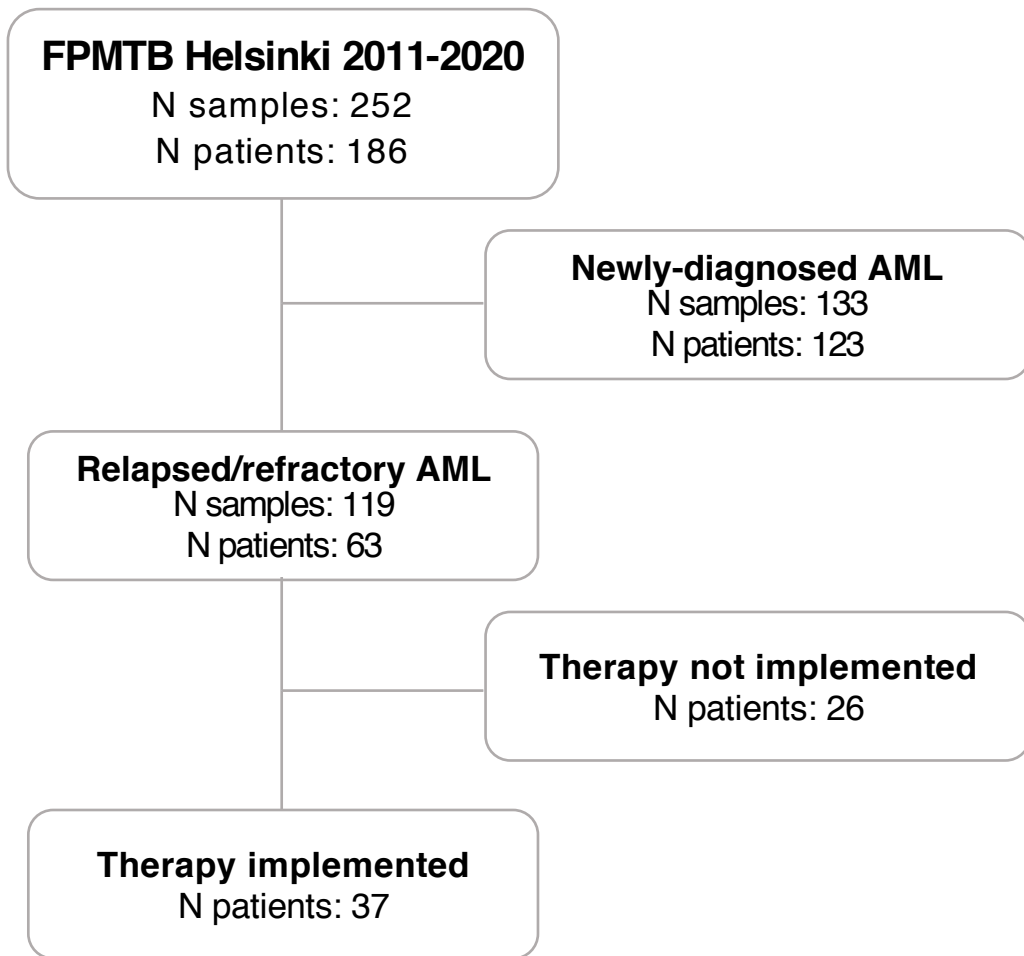 FPMTB Helsinki 2011-2020
N samples: 252
N patients: 186
Newly-diagnosed AML
N samples: 133
N patients: 123
Relapsed/refractory AML
N samples: 119
N patients: 63
Therapy not implemented
N patients: 26
Therapy implemented
N patients: 37